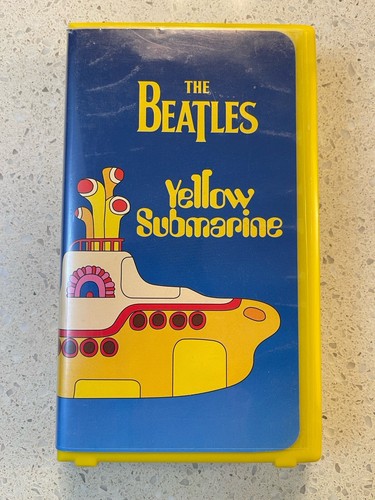 THE
BEATLES
Yellow
Submarine